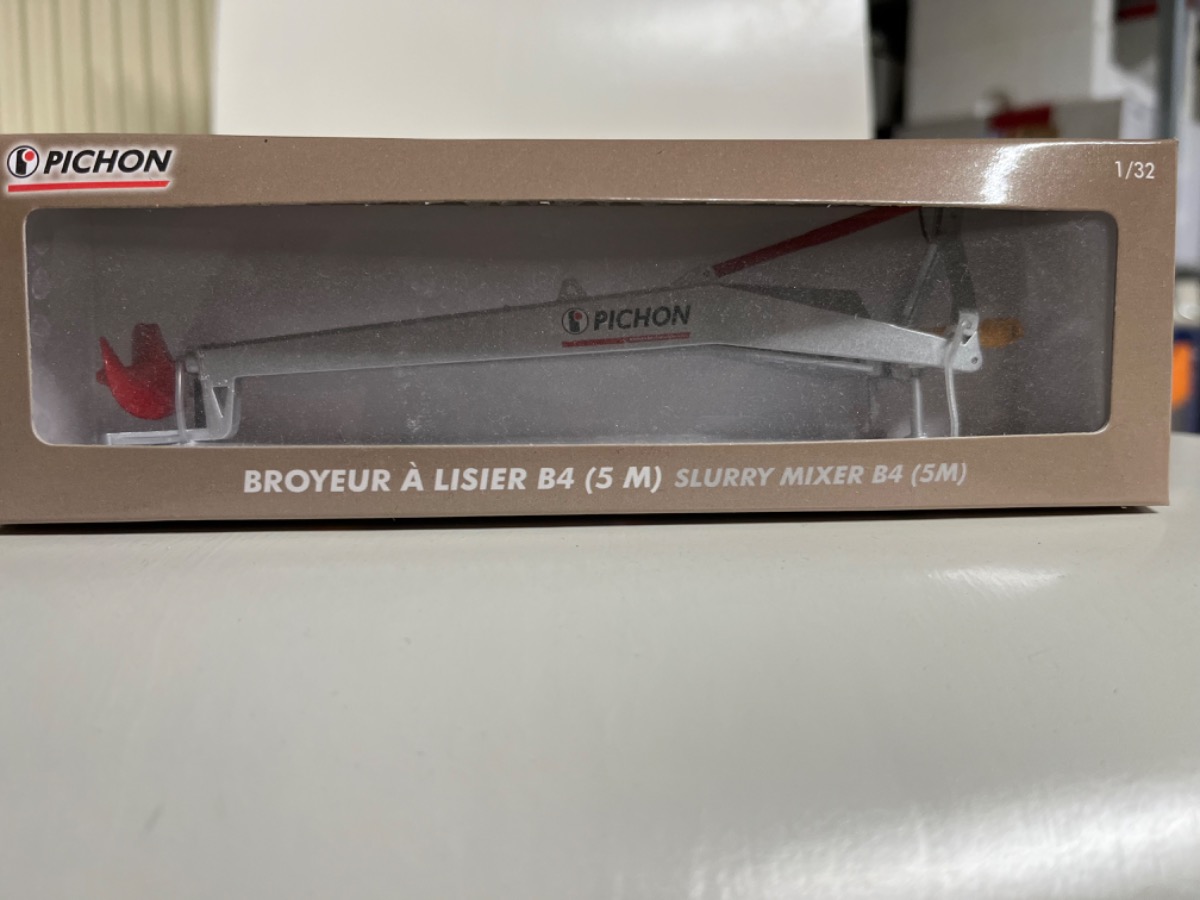 PICHON
1/32
PICHON
BROYEUR À LISIER B4 (5 M) SLURRY MIXER B4 (5M)